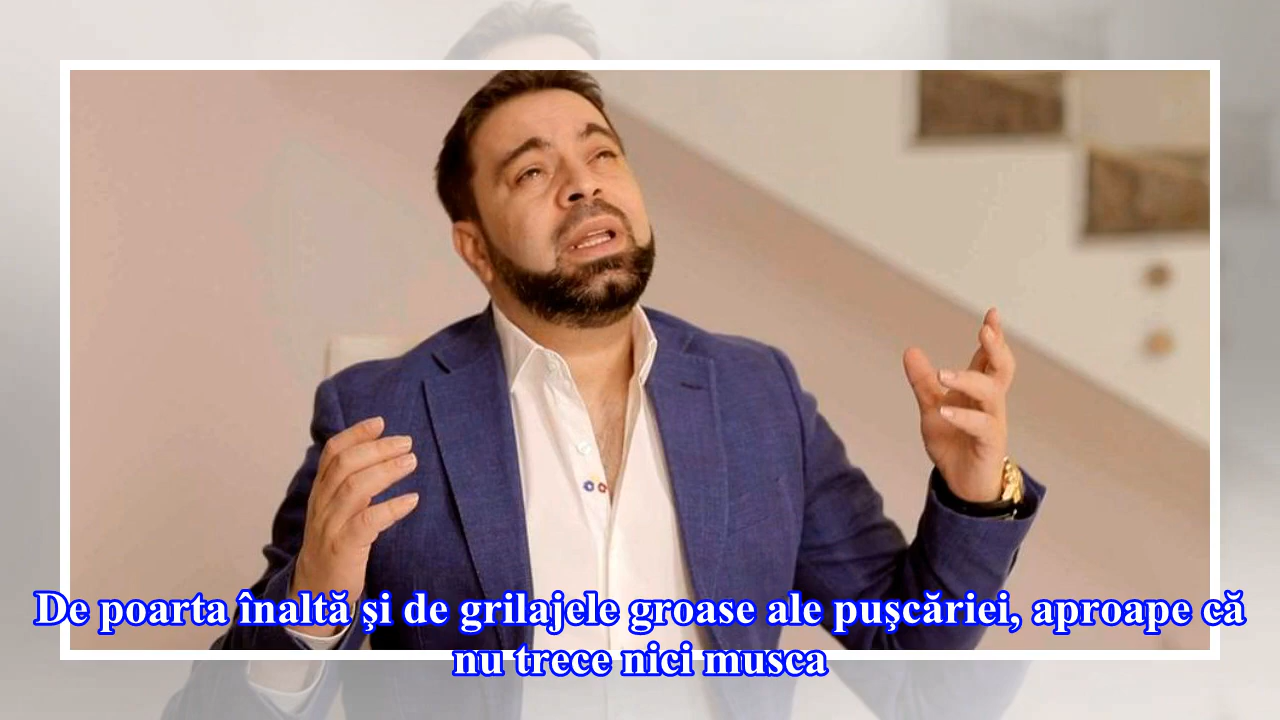 De poarta înaltă şi de grilajele groase ale puşcăriei, aproape că
nu trece nici musca